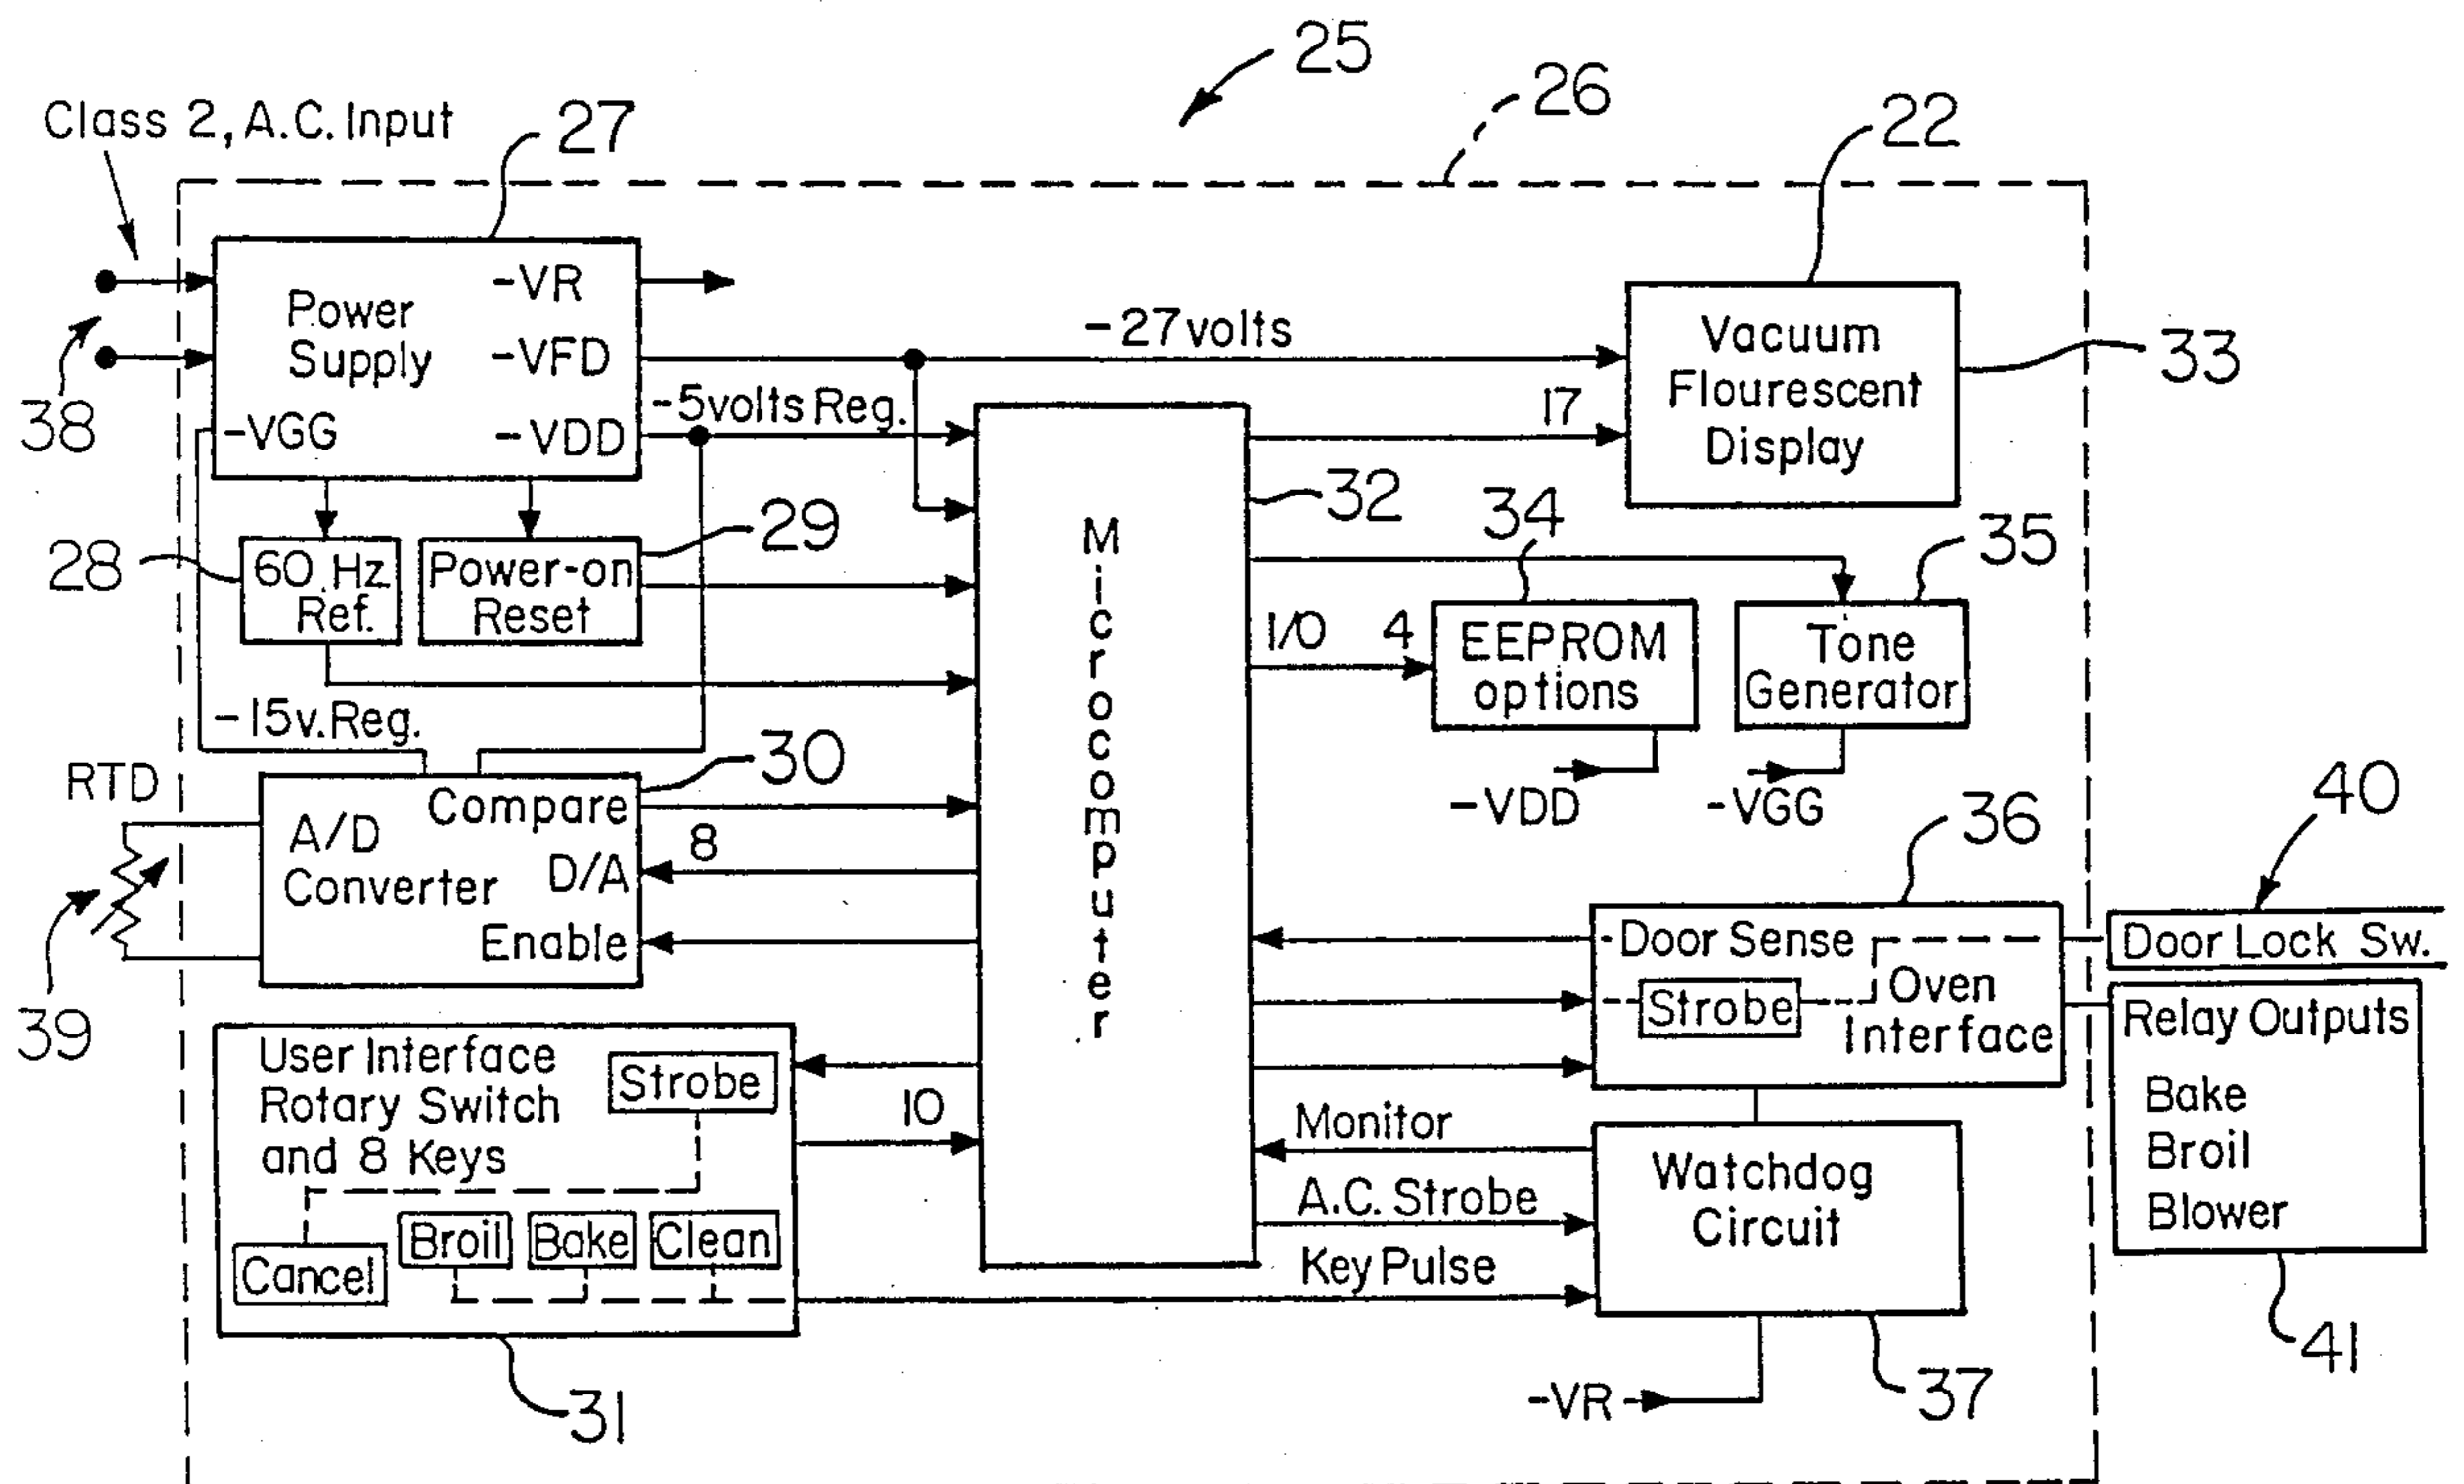 25
26
Class 2, A.C. Input
27
22
-VR
Power
Supply
-VFD
-27 volts
Vacuum
Flourescent
Display
33
38
-5volts Reg.
17
-VGG
-VDD
32
34
35
28
60 Hz.
Ref.
Power-on
Reset
29
Microcomputer
I/O 4
EEPROM
options
Tone
Generator
-15v. Reg.
-VDD
-VGG
RTD
30
40
Compare
A/D
Converter
8
D/A
Enable
36
39
-Door Sense
Strobe
Oven
Interface
Door Lock Sw.
Relay Outputs
Bake
Broil
Blower
User Interface
Rotary Switch
and 8 Keys
Strobe
10
Monitor
A.C. Strobe
Key Pulse
Watchdog
Circuit
Cancel
Broil
Bake
Clean
41
31
-VR
37